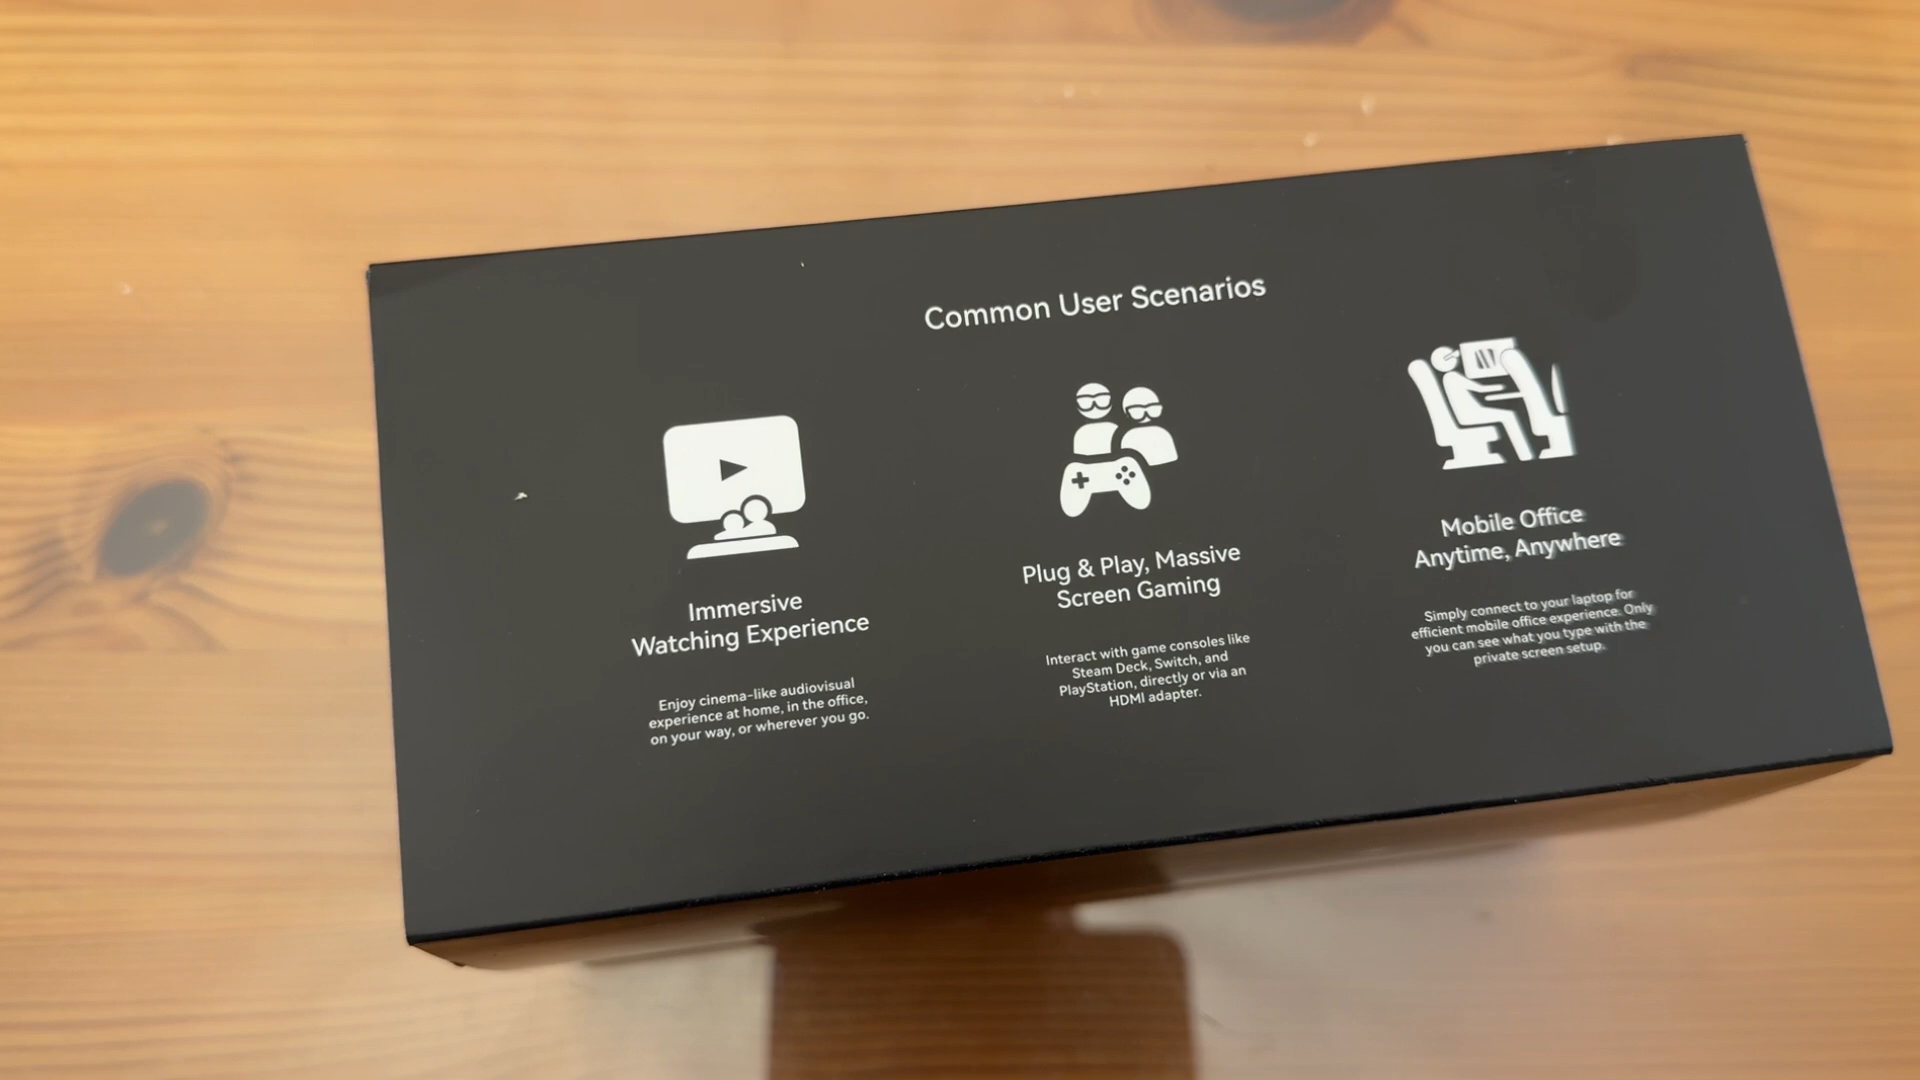 Common User Scenarios
Immersive
Watching Experience
Enjoy cinema-like audiovisual
experience at home, in the office,
on your way, or wherever you go.
Plug & Play, Massive
Screen Gaming
Interact with game consoles like
Steam Deck, Switch, and
PlayStation, directly or via an
HDMI adapter.
Mobile Office
Anytime, Anywhere
Simply connect to your laptop for
efficient mobile office experience. Only
you can see what you type with the
private screen setup.